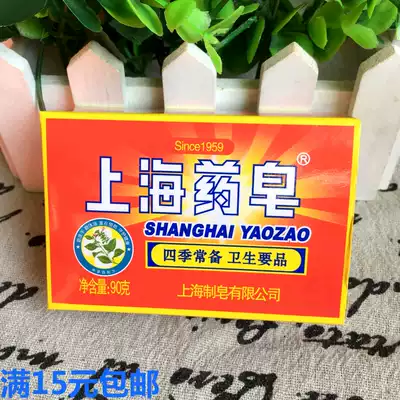 Since1959
上海药皂®
SHANGHAI YAOZAO
四季常备 卫生要品
净含量:90克
上海制皂有限公司
满15元包邮